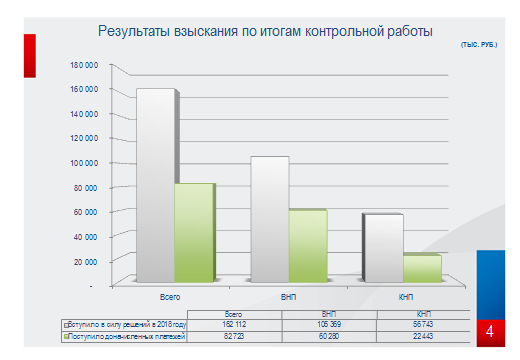 Результаты взыскания по итогам контрольной работы
(ТЫС. РУБ.)
180 000
160 000
140 000
120 000
100 000
80 000
60 000
40 000
20 000
-
Всего ВНП КНП
Всего ВНП КНП
Вступило в силу решений в 2018 году 162 112 105 369 56 743
Поступило доначисленных платежей 82 723 60 280 22 443
4